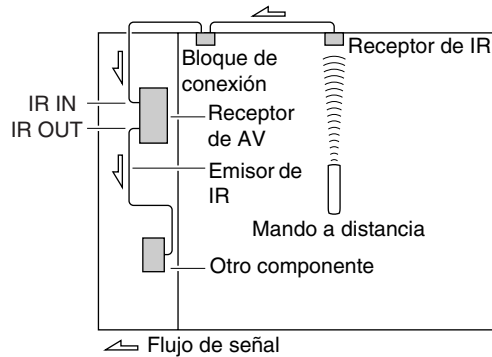 Receptor de IR
Bloque de
conexión
IR IN
IR OUT
Receptor
de AV
Emisor de
IR
Mando a distancia
Otro componente
Flujo de señal